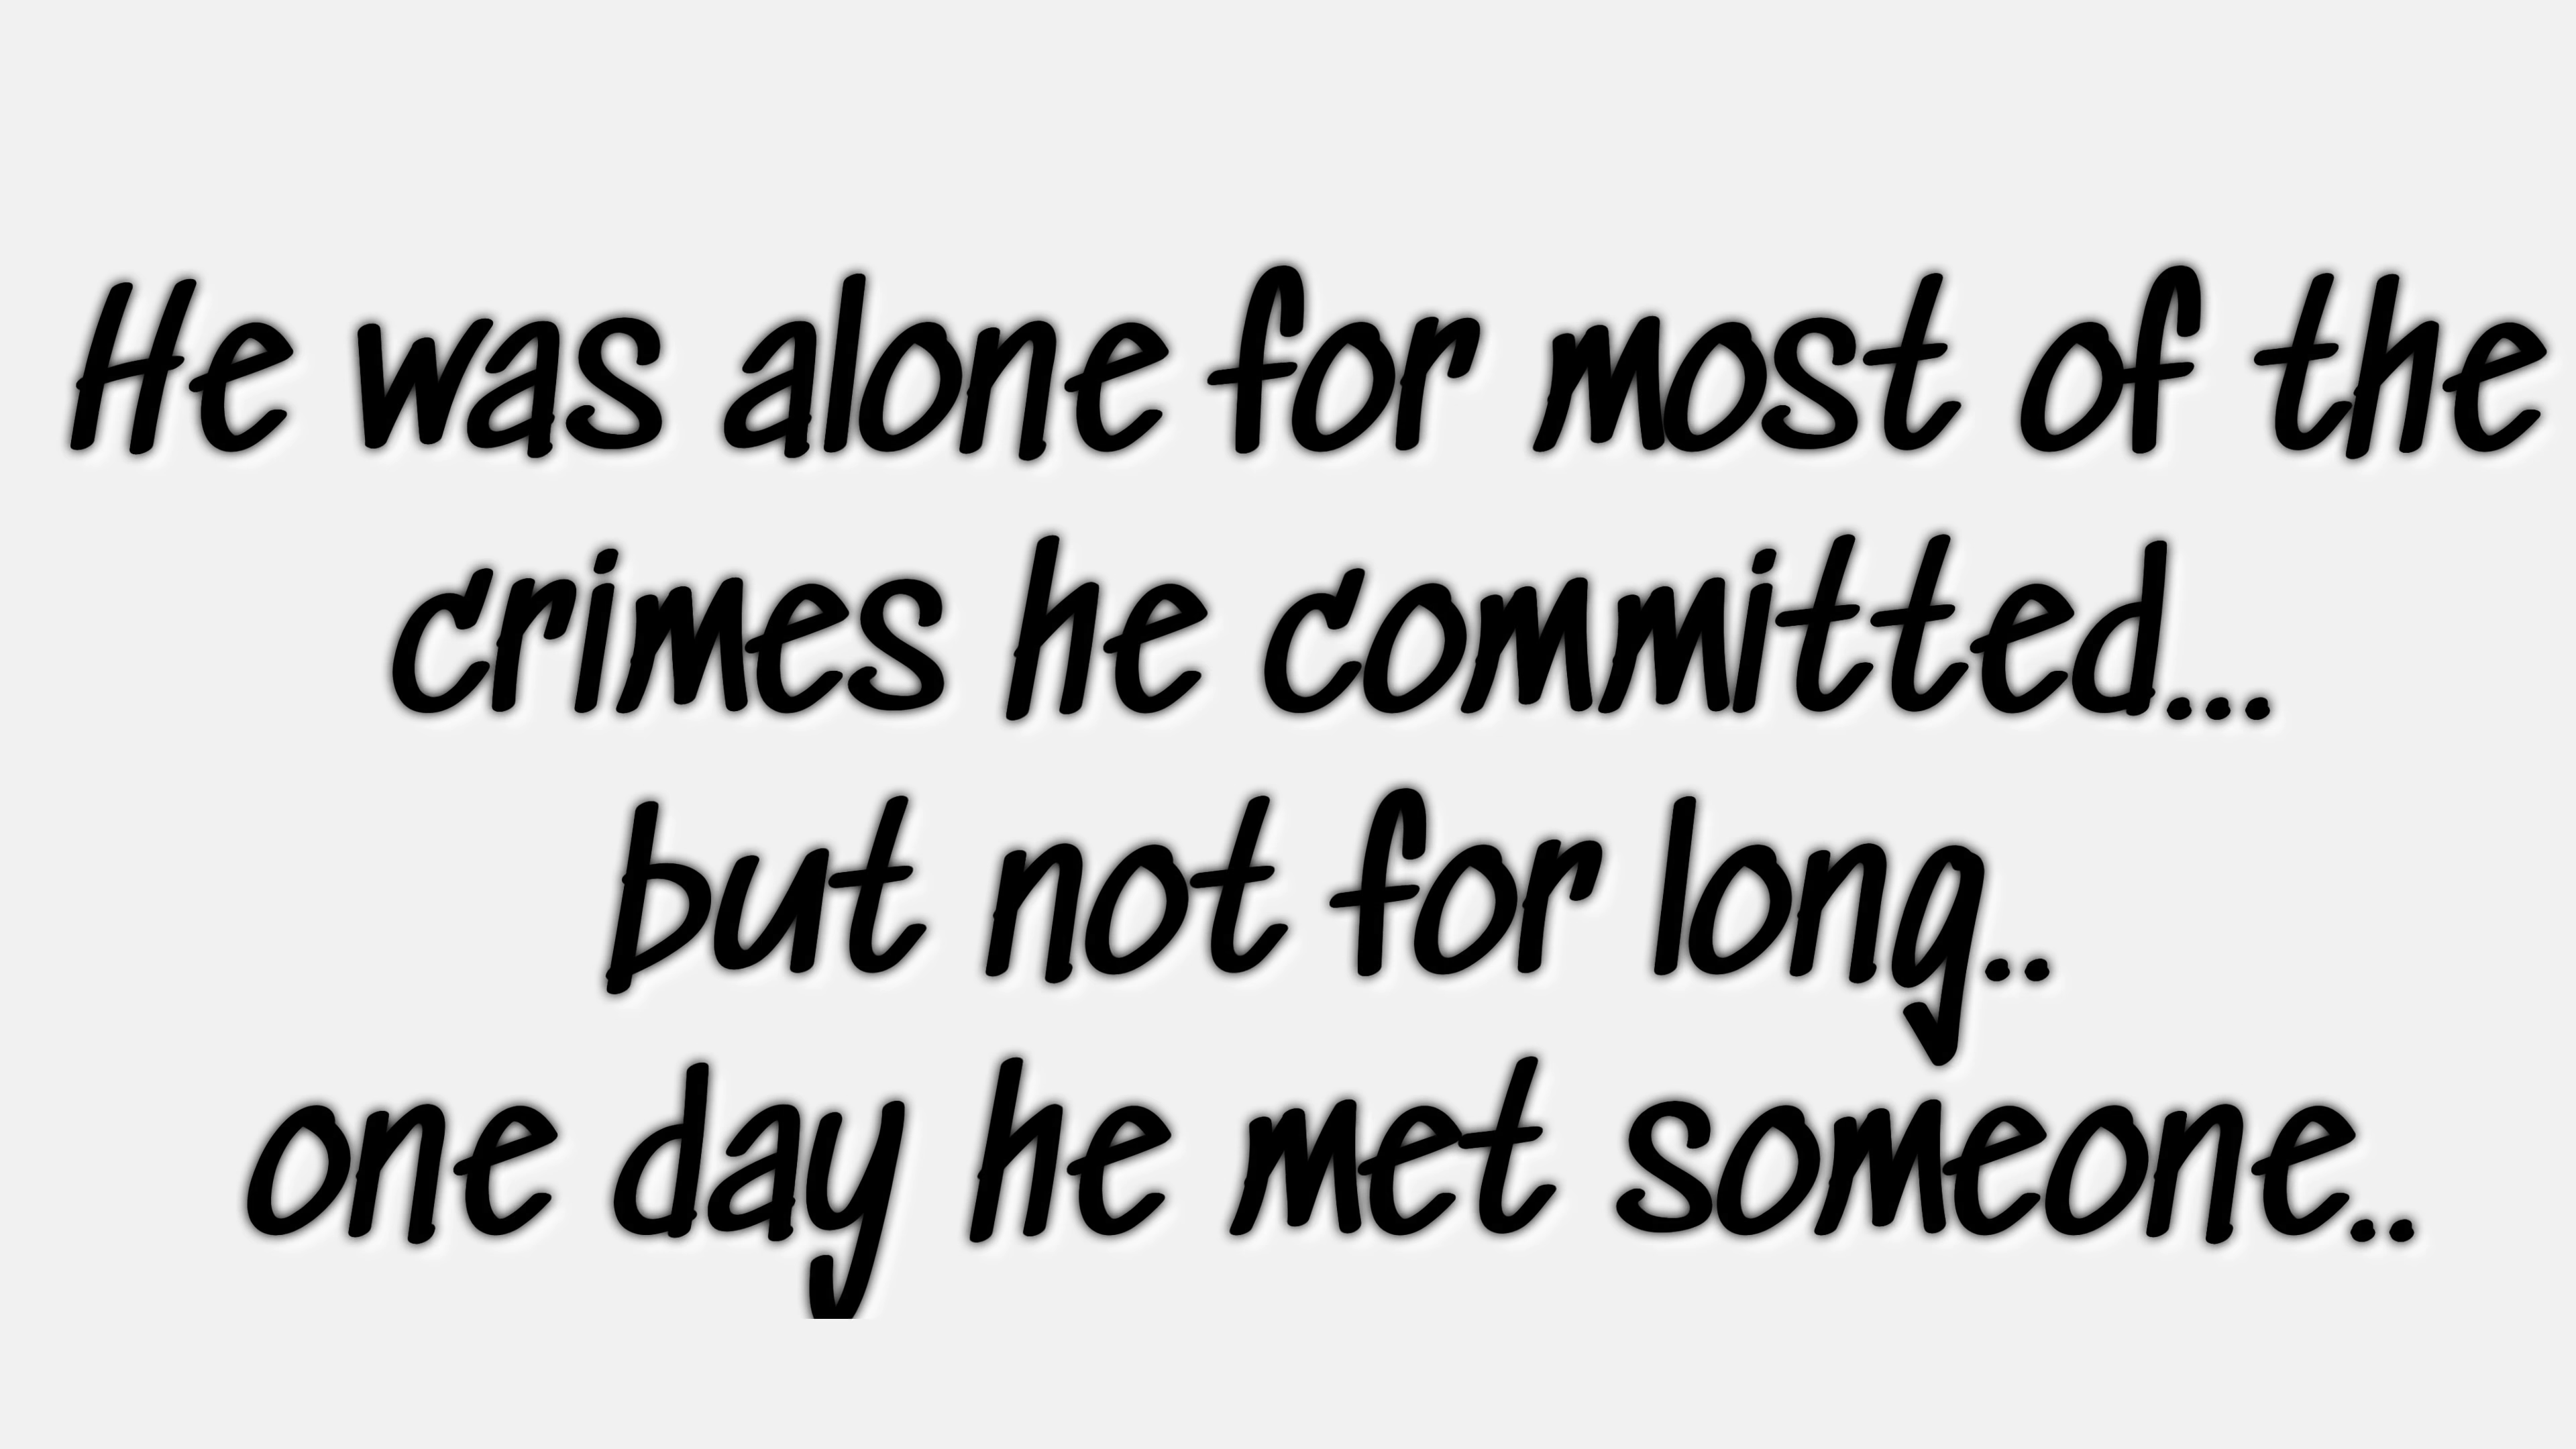 He was alone for most of the
crimes he committed...
but not for long..
one day he met someone..